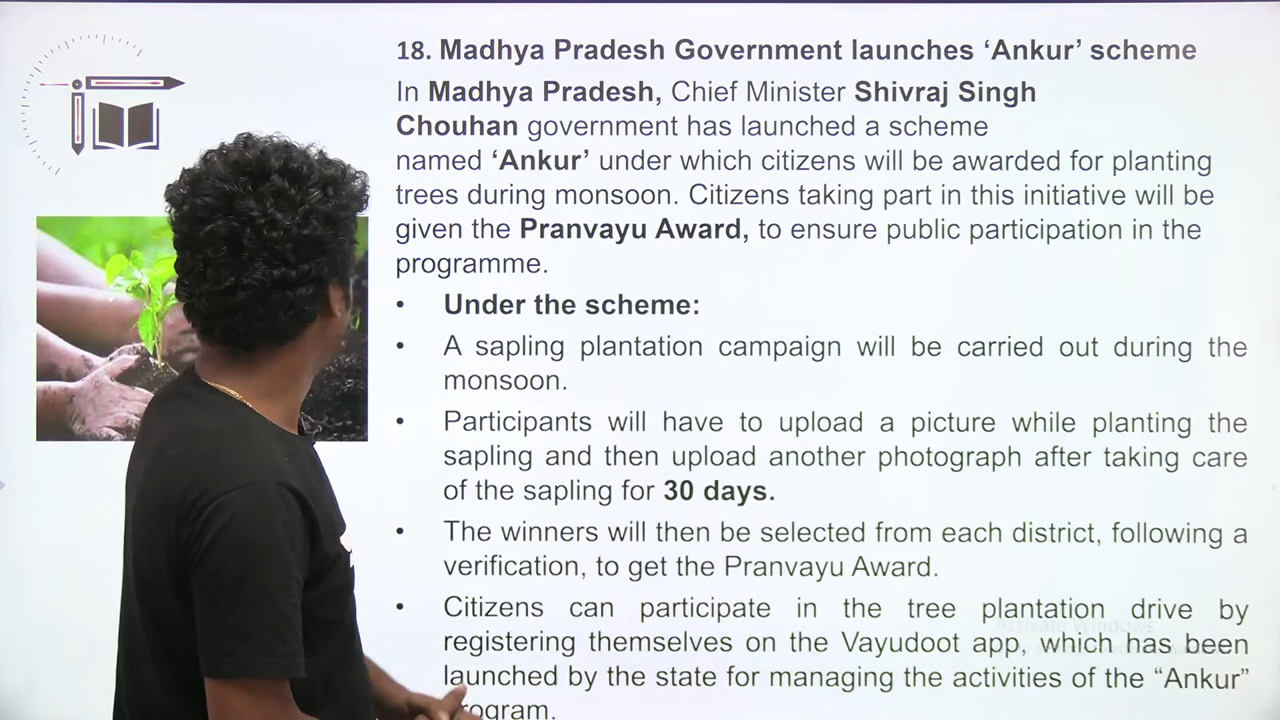 18. Madhya Pradesh Government launches ‘Ankur’ scheme
In Madhya Pradesh, Chief Minister Shivraj Singh
Chouhan government has launched a scheme
named ‘Ankur’ under which citizens will be awarded for planting
trees during monsoon. Citizens taking part in this initiative will be
given the Pranvayu Award, to ensure public participation in the
programme.
• Under the scheme:
• A sapling plantation campaign will be carried out during the
monsoon.
• Participants will have to upload a picture while planting the
sapling and then upload another photograph after taking care
of the sapling for 30 days.
• The winners will then be selected from each district, following a
verification, to get the Pranvayu Award.
• Citizens can participate in the tree plantation drive by
registering themselves on the Vayudoot app, which has been
launched by the state for managing the activities of the “Ankur”
rogram.
Activate Windows